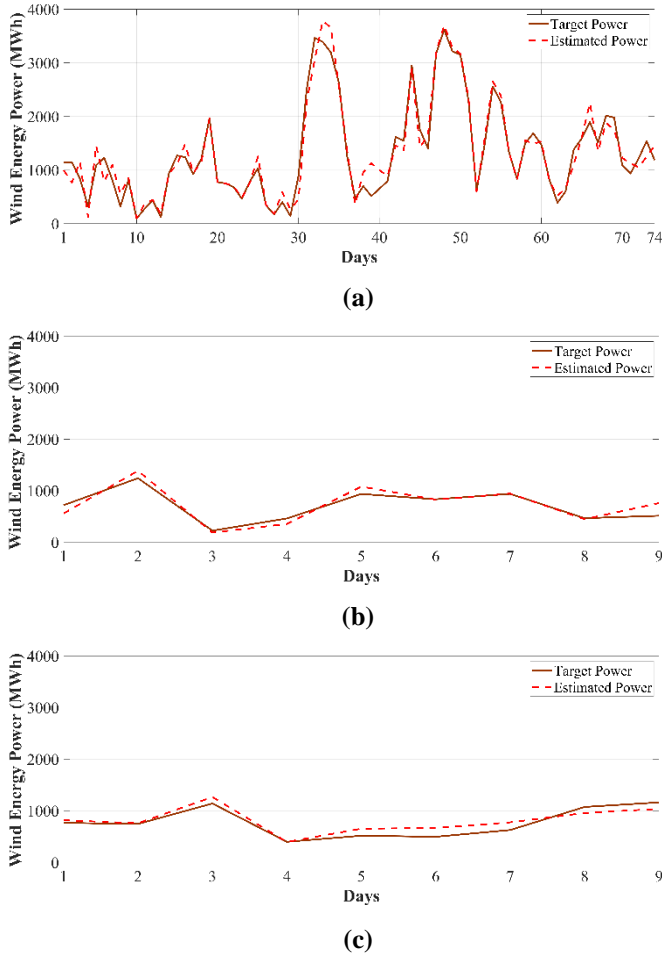 4000
3000
2000
1000
0
Wind Energy Power (MWh)
Target Power
Estimated Power
1 10 20 30 40 50 60 70 74
Days
(a)
4000
3000
2000
1000
0
Wind Energy Power (MWh)
Target Power
Estimated Power
1 2 3 4 5 6 7 8 9
Days
(b)
4000
3000
2000
1000
0
Wind Energy Power (MWh)
Target Power
Estimated Power
1 2 3 4 5 6 7 8 9
Days
(c)